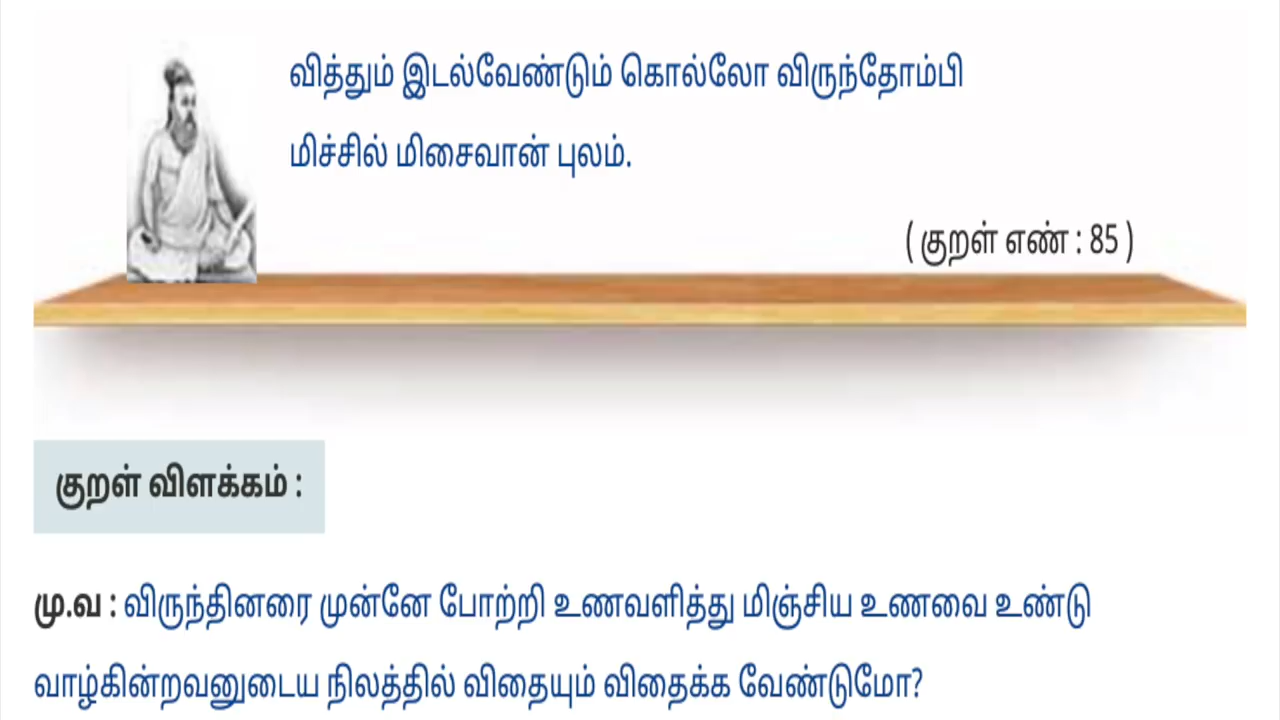 வித்தும் இடல்வேண்டும் கொல்லோ விருந்தோம்பி
மிச்சில் மிசைவான் புலம்.
( குறள் எண் : 85 )
குறள் விளக்கம் :
மு.வ : விருந்தினரை முன்னே போற்றி உணவளித்து மிஞ்சிய உணவை உண்டு
வாழ்கின்றவனுடைய நிலத்தில் விதையும் விதைக்க வேண்டுமோ?